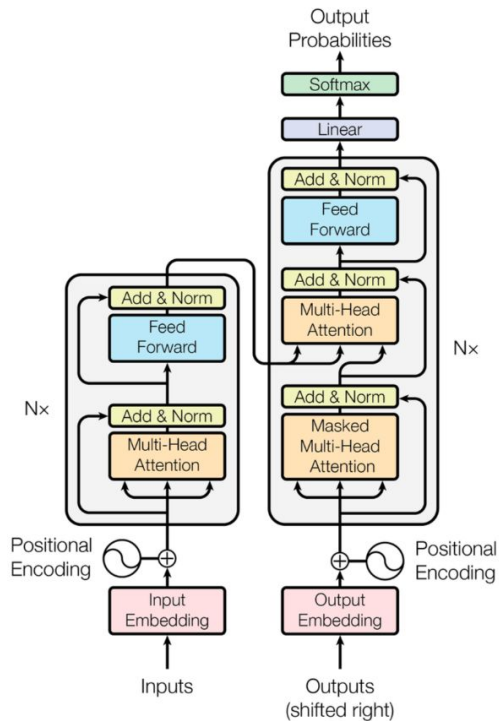 Output
Probabilities
Softmax
Linear
Add & Norm
Feed
Forward
Add & Norm
Multi-Head
Attention
Nx
Add & Norm
Masked
Multi-Head
Attention
Add & Norm
Feed
Forward
Nx
Add & Norm
Multi-Head
Attention
Positional
Encoding
Positional
Encoding
Input
Embedding
Output
Embedding
Inputs
Outputs
(shifted right)